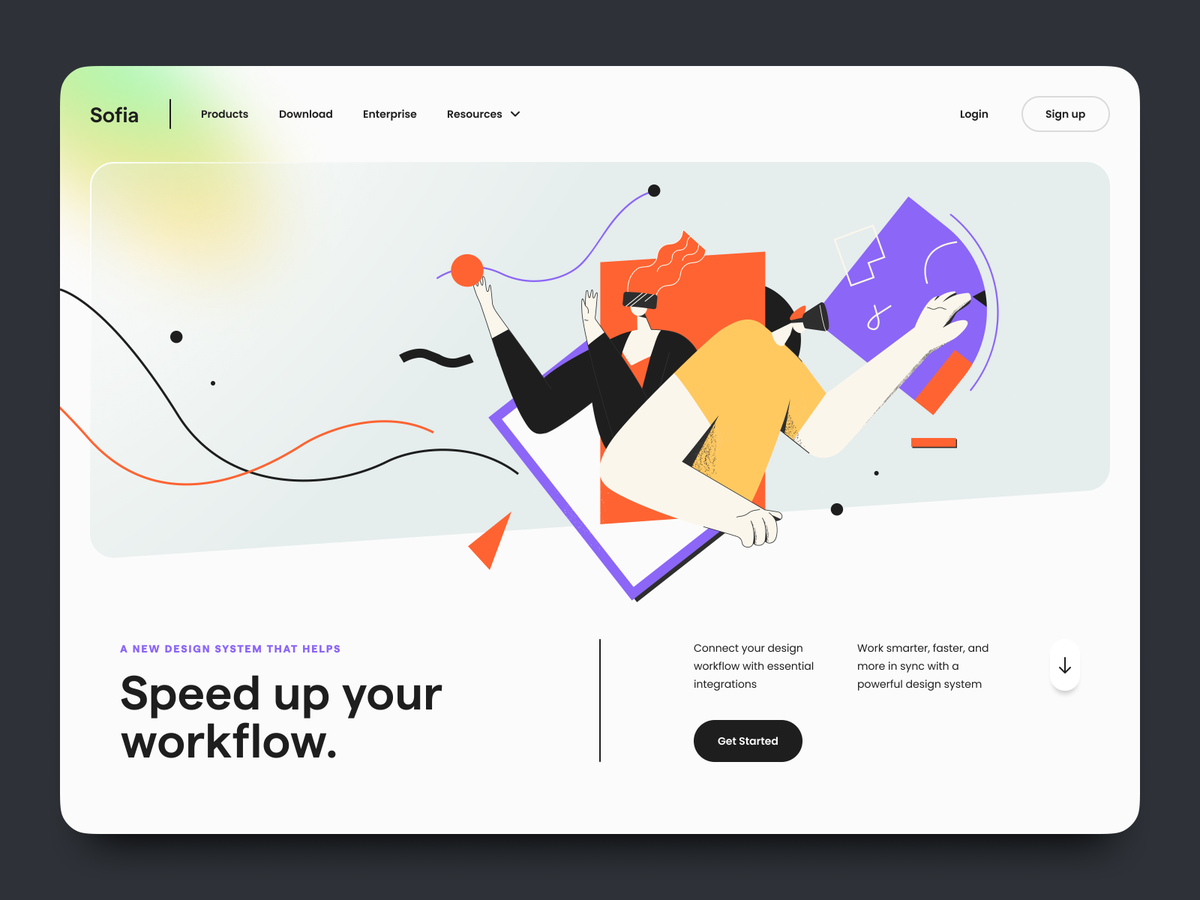 Sofia
Products
Download
Enterprise
Resources
Login
Sign up
A NEW DESIGN SYSTEM THAT HELPS
Speed up your
workflow.
Connect your design
workflow with essential
integrations
Work smarter, faster, and
more in sync with a
powerful design system
Get Started